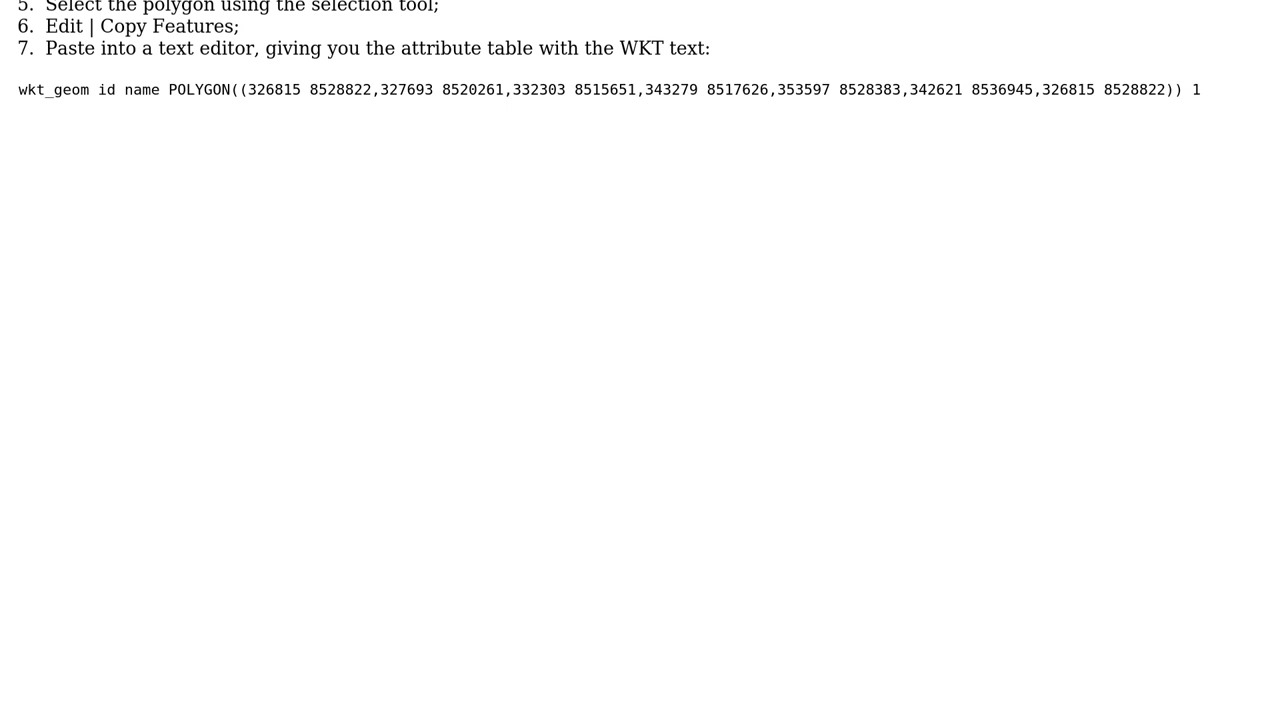 5. Select the polygon using the selection tool;
6. Edit | Copy Features;
7. Paste into a text editor, giving you the attribute table with the WKT text:
wkt_geom id name POLYGON((326815 8528822,327693 8520261,332303 8515651,343279 8517626,353597 8528383,342621 8536945,326815 8528822)) 1